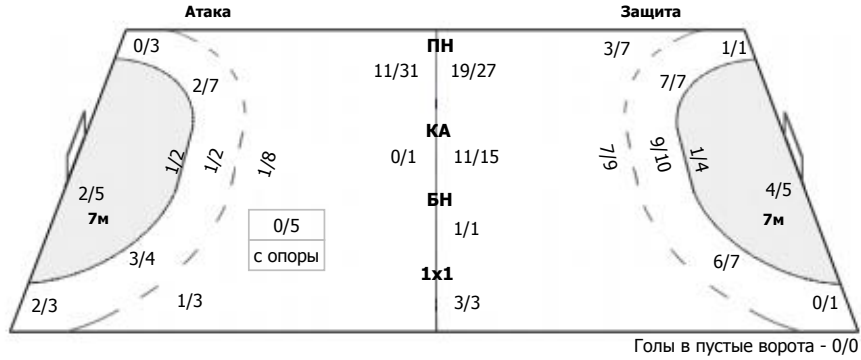 Атака Защита
0/3 ПН 3/7 1/1
2/7 11/31 19/27 7/7
1/2 1/2 1/8 КА 7/9 9/10 1/4
0/1 11/15
2/5 БН 4/5
7м 0/5 1/1 7м
3/4 с опоры 6/7
1x1
2/3 1/3 3/3 0/1
Голы в пустые ворота - 0/0